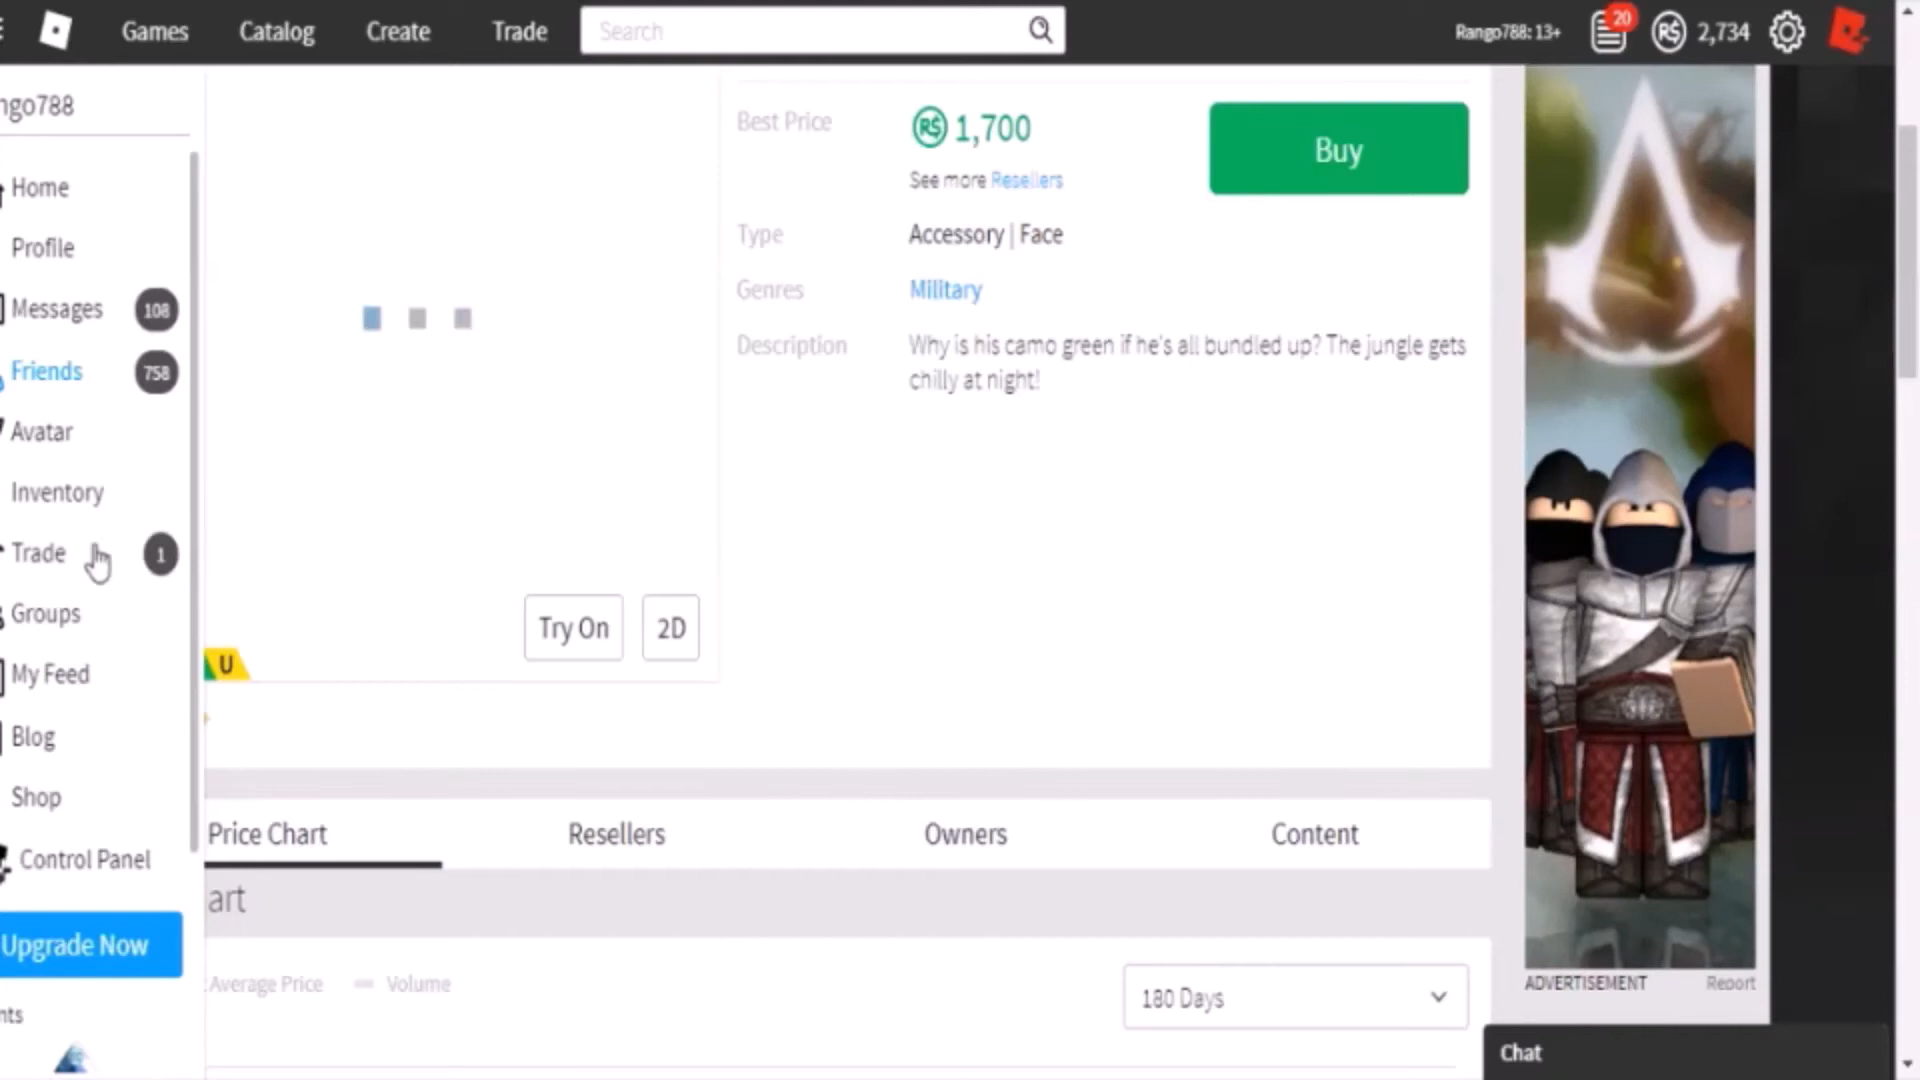 Games Catalog Create Trade Search Rango788: 13+ 20 R$ 2,734
ngo788
Home
Profile
Messages 108
Friends 758
Avatar
Inventory
Trade 1
Groups
My Feed
Blog
Shop
Control Panel
Upgrade Now
nts
Best Price R$ 1,700
Buy
See more Resellers
Type Accessory | Face
Genres Military
Description Why is his camo green if he's all bundled up? The jungle gets
chilly at night!
Try On 2D
U
Price Chart Resellers Owners Content
art
Average Price Volume
180 Days
ADVERTISEMENT Report
Chat